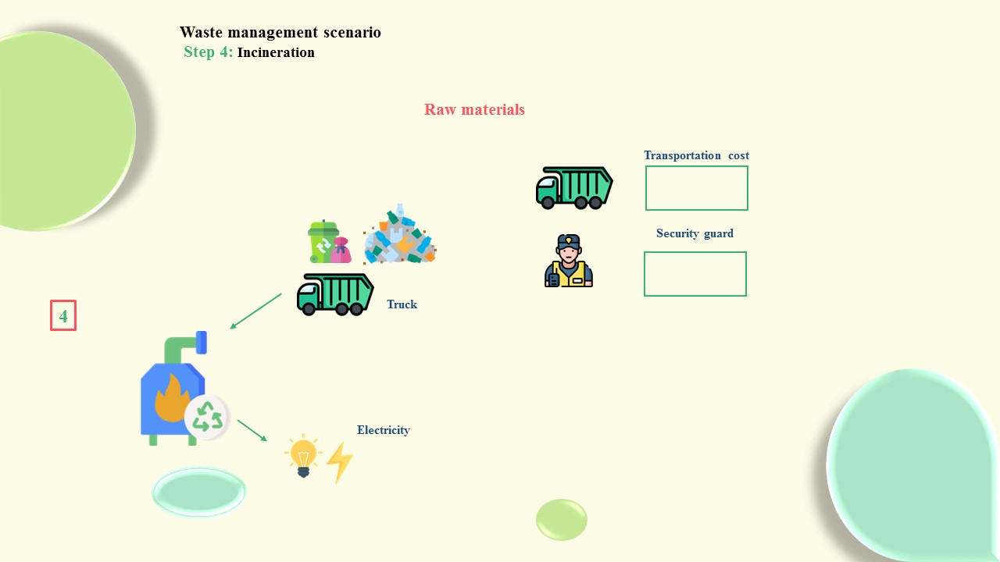 Waste management scenario
Step 4: Incineration
Raw materials
Transportation cost
Security guard
Truck
4
Electricity